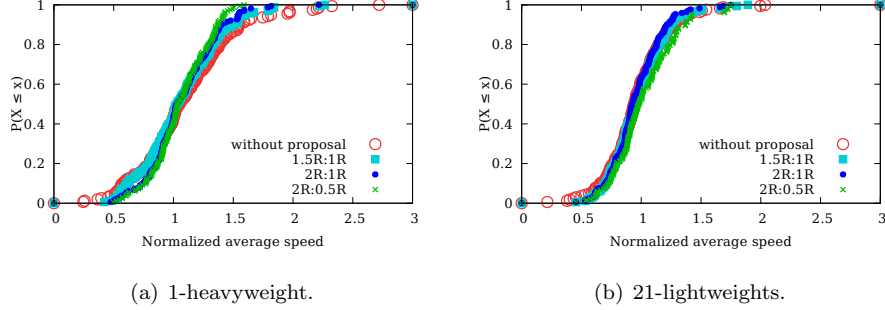 1
0.8
0.6
0.4
0.2
0
P(X ≤ x)
without proposal
1.5R:1R
2R:1R
2R:0.5R
0 0.5 1 1.5 2 2.5 3
Normalized average speed
(a) 1-heavyweight.
1
0.8
0.6
0.4
0.2
0
P(X ≤ x)
without proposal
1.5R:1R
2R:1R
2R:0.5R
0 0.5 1 1.5 2 2.5 3
Normalized average speed
(b) 21-lightweights.